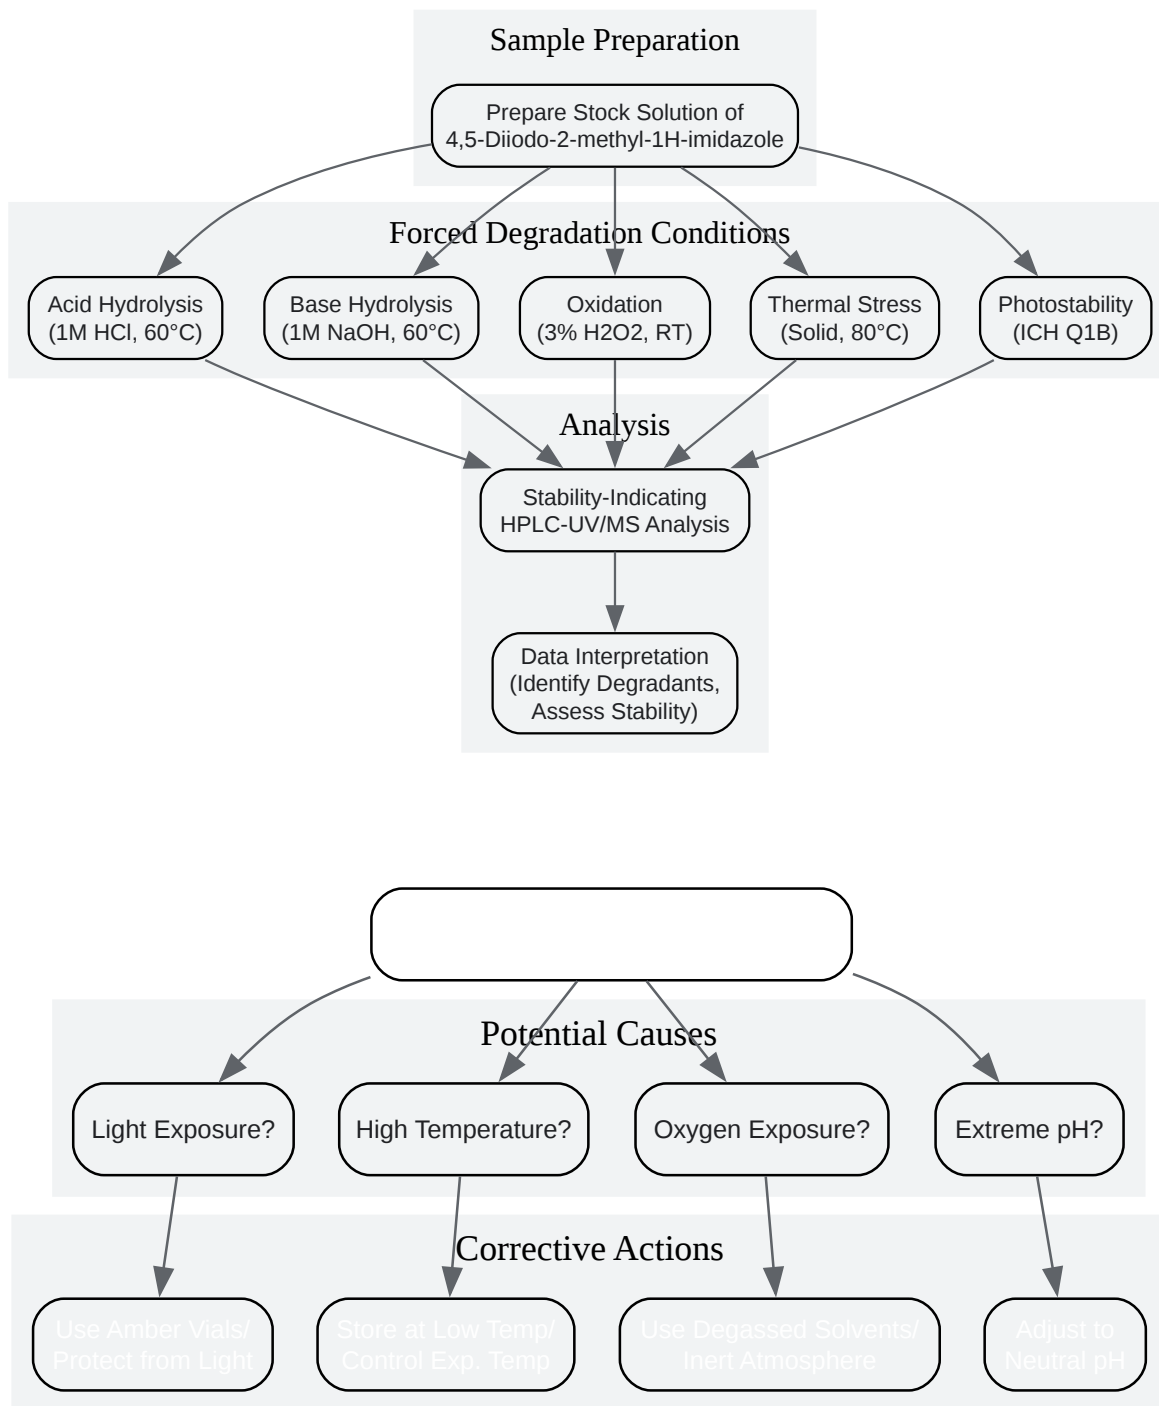 Sample Preparation
Prepare Stock Solution of
4,5-Diiodo-2-methyl-1H-imidazole
Forced Degradation Conditions
Acid Hydrolysis
(1M HCl, 60°C)
Base Hydrolysis
(1M NaOH, 60°C)
Oxidation
(3% H2O2, RT)
Thermal Stress
(Solid, 80°C)
Photostability
(ICH Q1B)
Analysis
Stability-Indicating
HPLC-UV/MS Analysis
Data Interpretation
(Identify Degradants,
Assess Stability)
Potential Causes
Light Exposure?
High Temperature?
Oxygen Exposure?
Extreme pH?
Corrective Actions
Use Amber Vials/
Protect from Light
Store at Low Temp/
Control Exp. Temp
Use Degassed Solvents/
Inert Atmosphere
Adjust to
Neutral pH